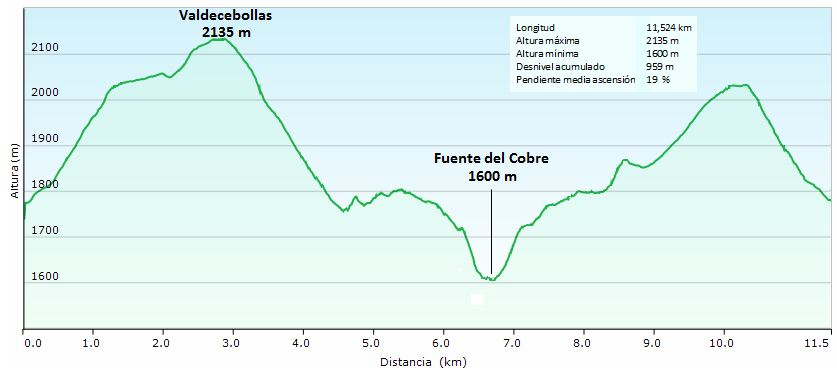 Valdecebollas
2135 m
Longitud 11,524 km
Altura máxima 2135 m
Altura mínima 1600 m
Desnivel acumulado 959 m
Pendiente media ascensión 19 %
Fuente del Cobre
1600 m
Altura (m)
2100
2000
1900
1800
1700
1600
0.0 1.0 2.0 3.0 4.0 5.0 6.0 7.0 8.0 9.0 10.0 11.5
Distancia (km)